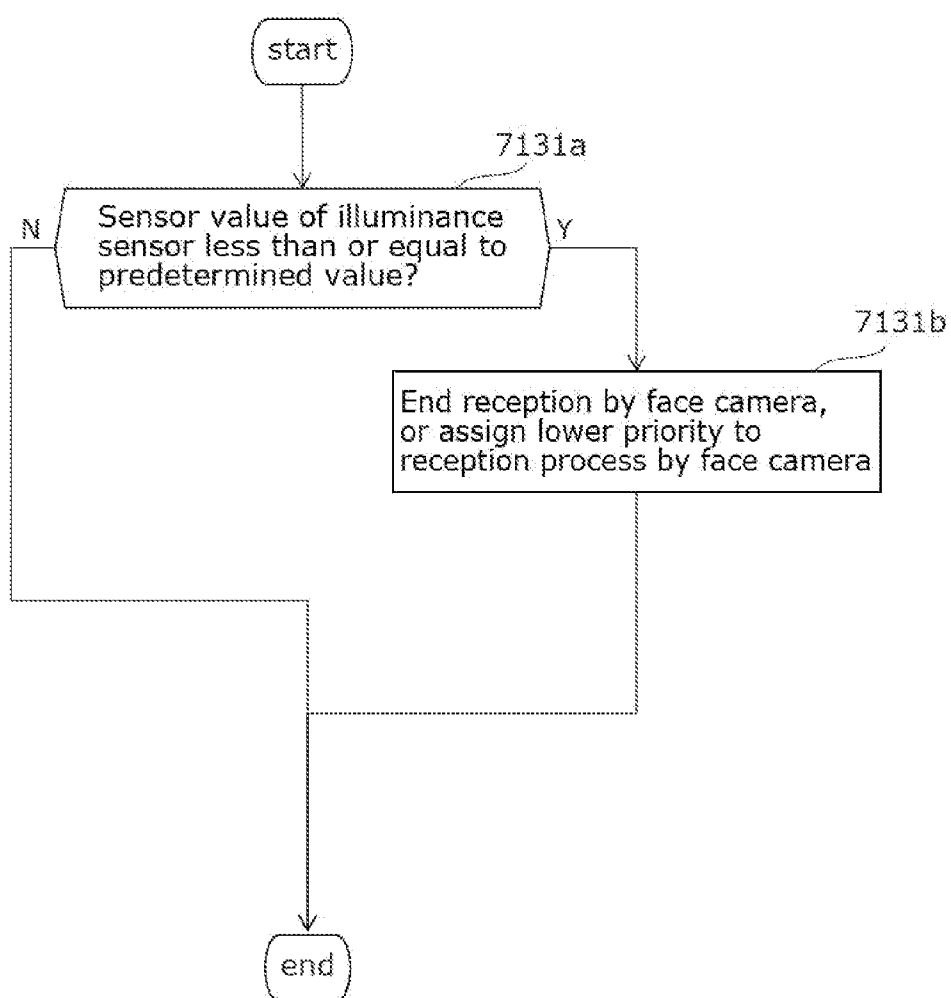 start
7131a
N
Sensor value of illuminance
sensor less than or equal to
predetermined value?
Y
7131b
End reception by face camera,
or assign lower priority to
reception process by face camera
end